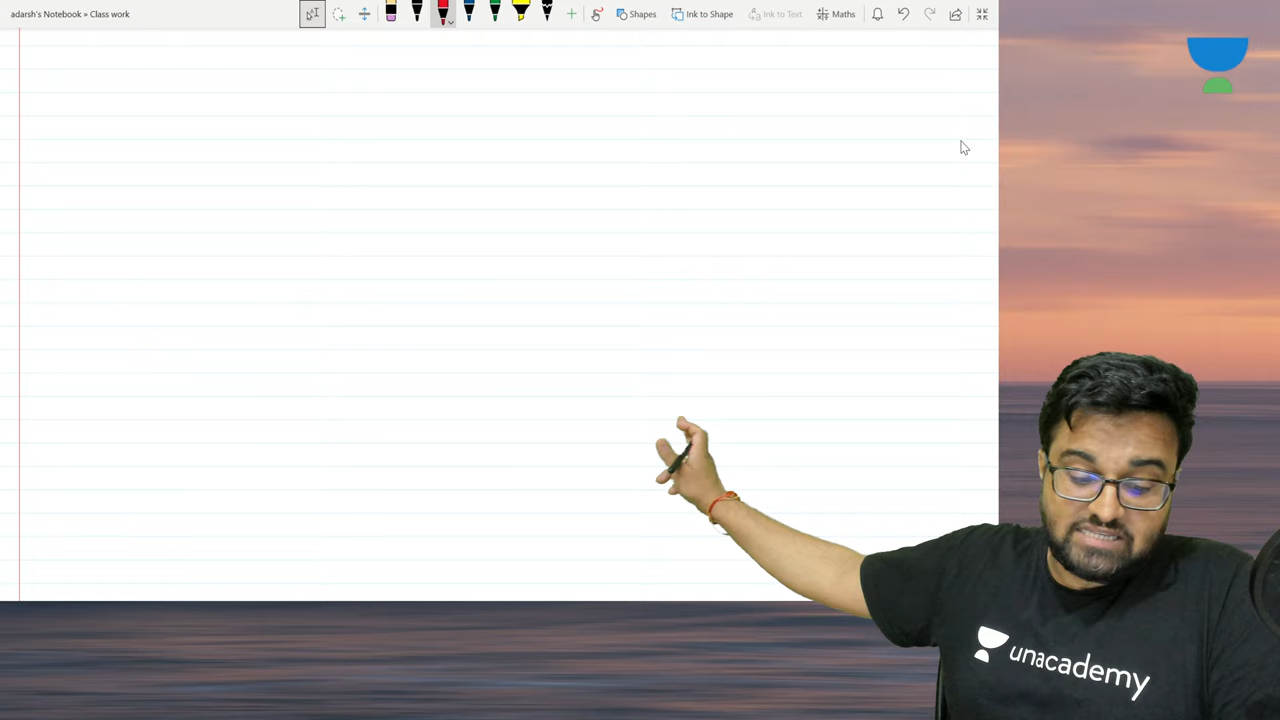 adarsh's Notebook » Class work
Shapes
Ink to Shape
Ink to Text
Maths
unacademy